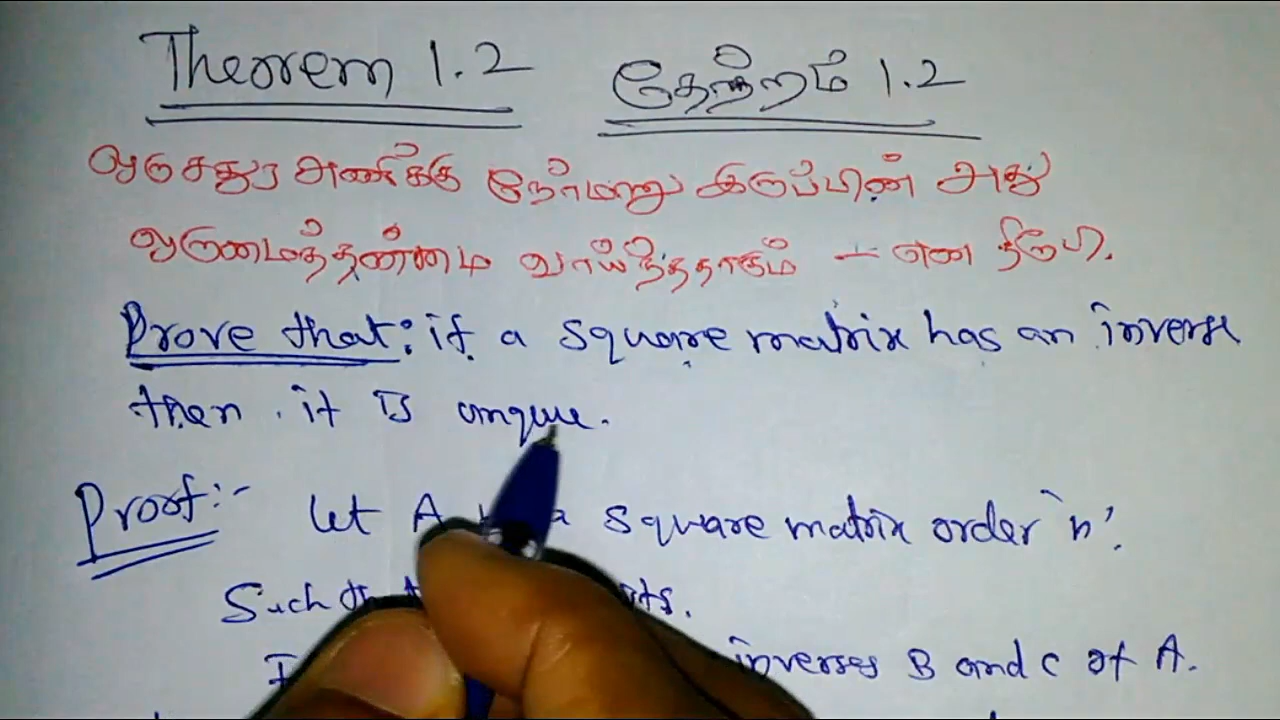 Theorem 1.2 தேற்றம் 1.2
ஒரு சதுர அணிக்கு நேர்மாறு இருப்பின் அது
ஒருமைத்தன்மை வாய்ந்ததாகும் - என நிரூபி.
Prove that: if a square matrix has an inverse
then it is unique.
Proof:- Let A a square matrix order 'n'.
Such
inverses B and C of A.